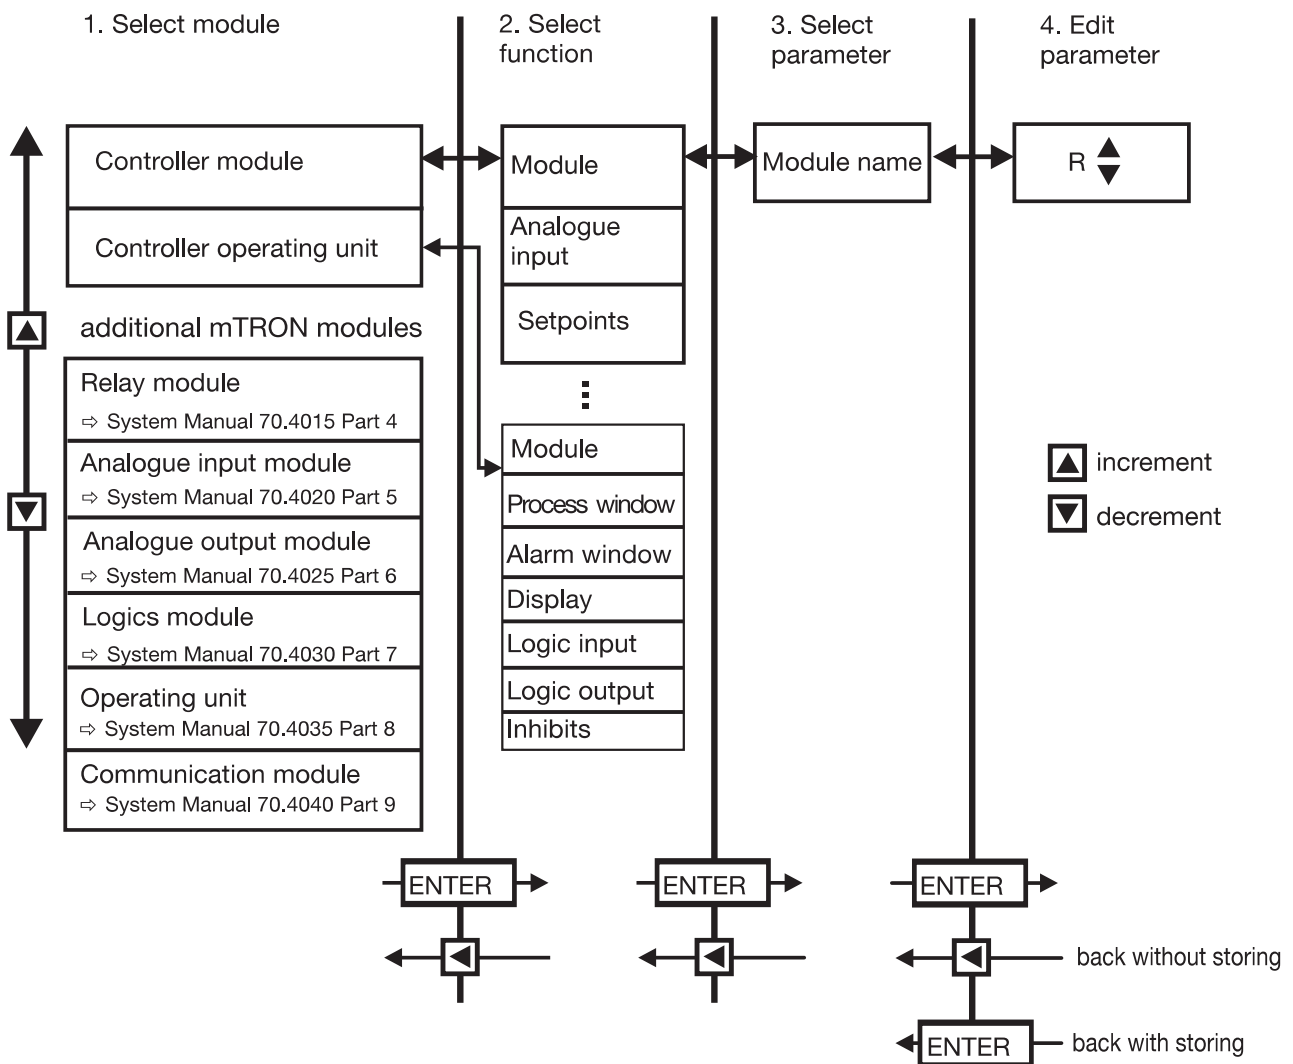 1. Select module
2. Select
function
3. Select
parameter
4. Edit
parameter
Controller module
Controller operating unit
additional mTRON modules
Relay module
⇨ System Manual 70.4015 Part 4
Analogue input module
⇨ System Manual 70.4020 Part 5
Analogue output module
⇨ System Manual 70.4025 Part 6
Logics module
⇨ System Manual 70.4030 Part 7
Operating unit
⇨ System Manual 70.4035 Part 8
Communication module
⇨ System Manual 70.4040 Part 9
Module
Analogue
input
Setpoints
Module
Process window
Alarm window
Display
Logic input
Logic output
Inhibits
Module name
R
increment
decrement
ENTER
ENTER
ENTER
back without storing
ENTER
back with storing